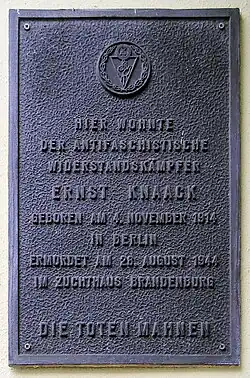 HIER WOHNTE
DER ANTIFASCHISTISCHE
WIDERSTANDSKÄMPFER
ERNST KNAACK
GEBOREN AM 4. NOVEMBER 1914
IN BERLIN
ERMORDET AM 28. AUGUST 1944
IM ZUCHTHAUS BRANDENBURG
DIE TOTEN MAHNEN